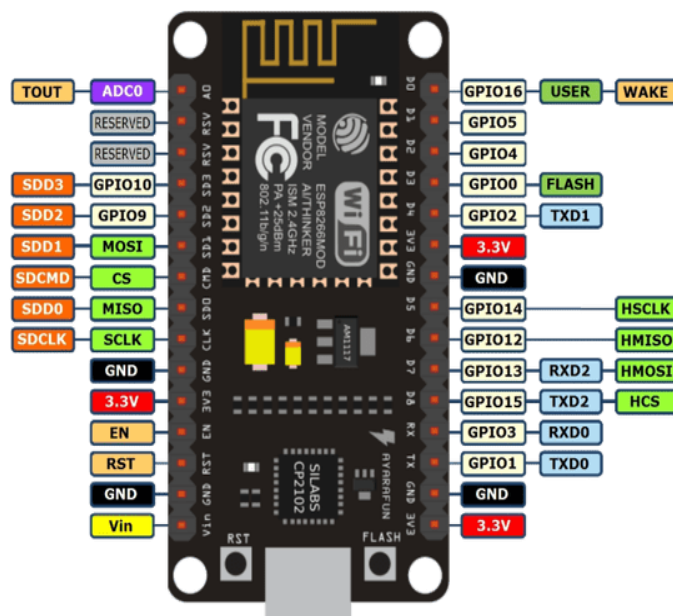 TOUT ADC0 A0 D0 GPIO16 USER WAKE
RESERVED RSV D1 GPIO5
RESERVED RSV D2 GPIO4
SDD3 GPIO10 SD3 D3 GPIO0 FLASH
SDD2 GPIO9 SD2 D4 GPIO2 TXD1
SDD1 MOSI SD1 3V3 3.3V
SDCMD CS CMD GND GND
SDD0 MISO SDO D5 GPIO14 HSCLK
SDCLK SCLK CLK D6 GPIO12 HMISO
GND GND D7 GPIO13 RXD2 HMOSI
3.3V 3V3 D8 GPIO15 TXD2 HCS
EN EN RX GPIO3 RXD0
RST RST TX GPIO1 TXD0
GND GND GND GND
Vin Vin 3V3 3.3V
MODEL ESP8266MOD
VENDOR AI/THINKER
ISM 2.4GHz
PA +25dBm
802.11b/g/n
FC
Wi Fi
AM1117
SILABS
CP2102
AYARAFUN
RST
FLASH